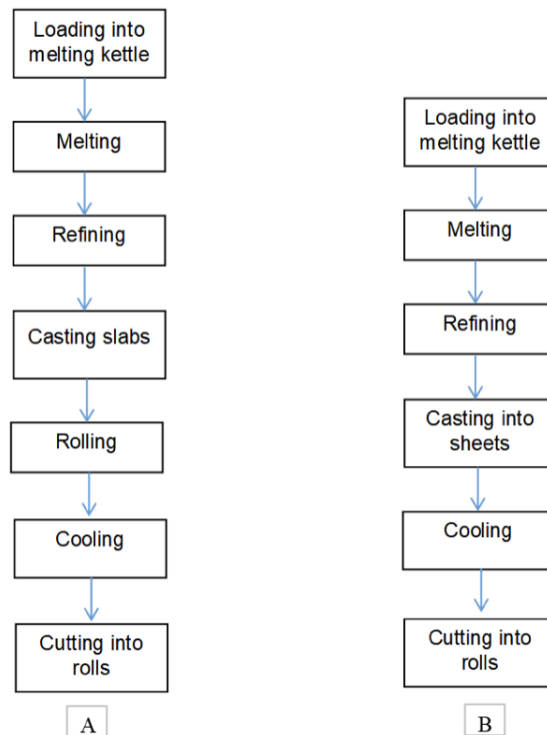 Loading into
melting kettle
Melting
Refining
Casting slabs
Rolling
Cooling
Cutting into
rolls
A
Loading into
melting kettle
Melting
Refining
Casting into
sheets
Cooling
Cutting into
rolls
B